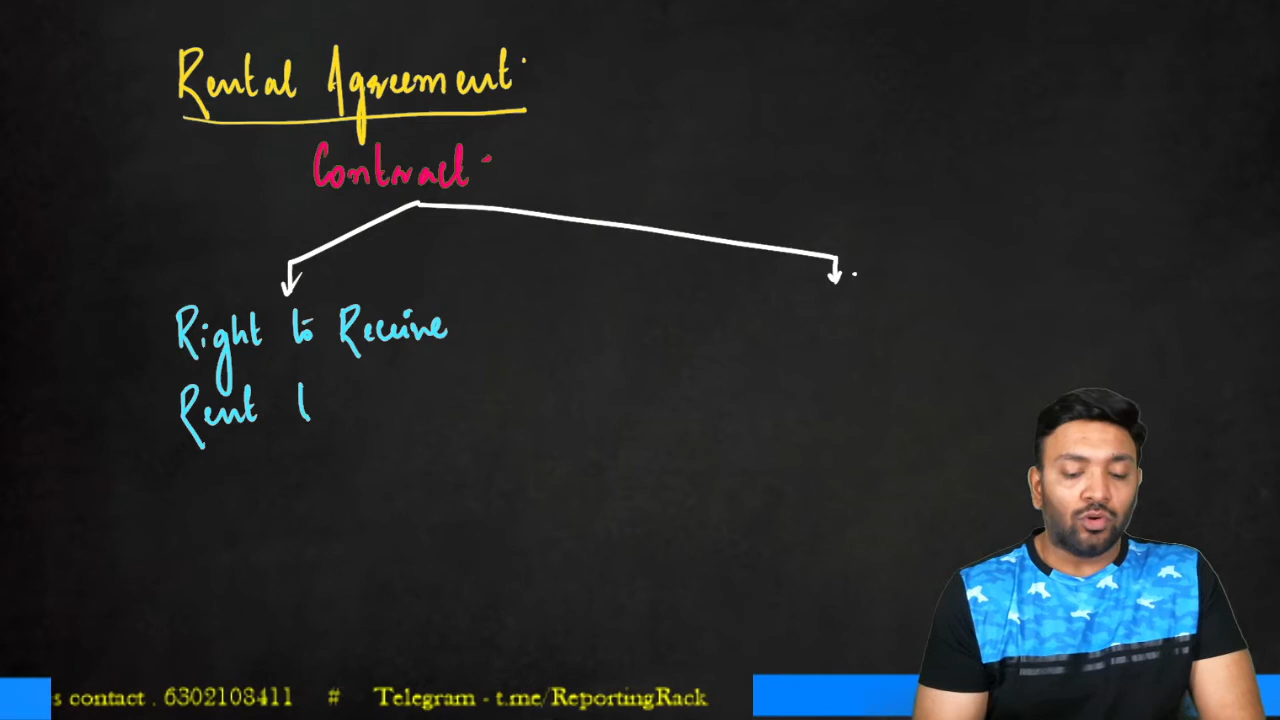 Rental Agreement
Contract
Right to Receive
Rent (
s contact . 6302108411 # Telegram - t.me/ReportingRack